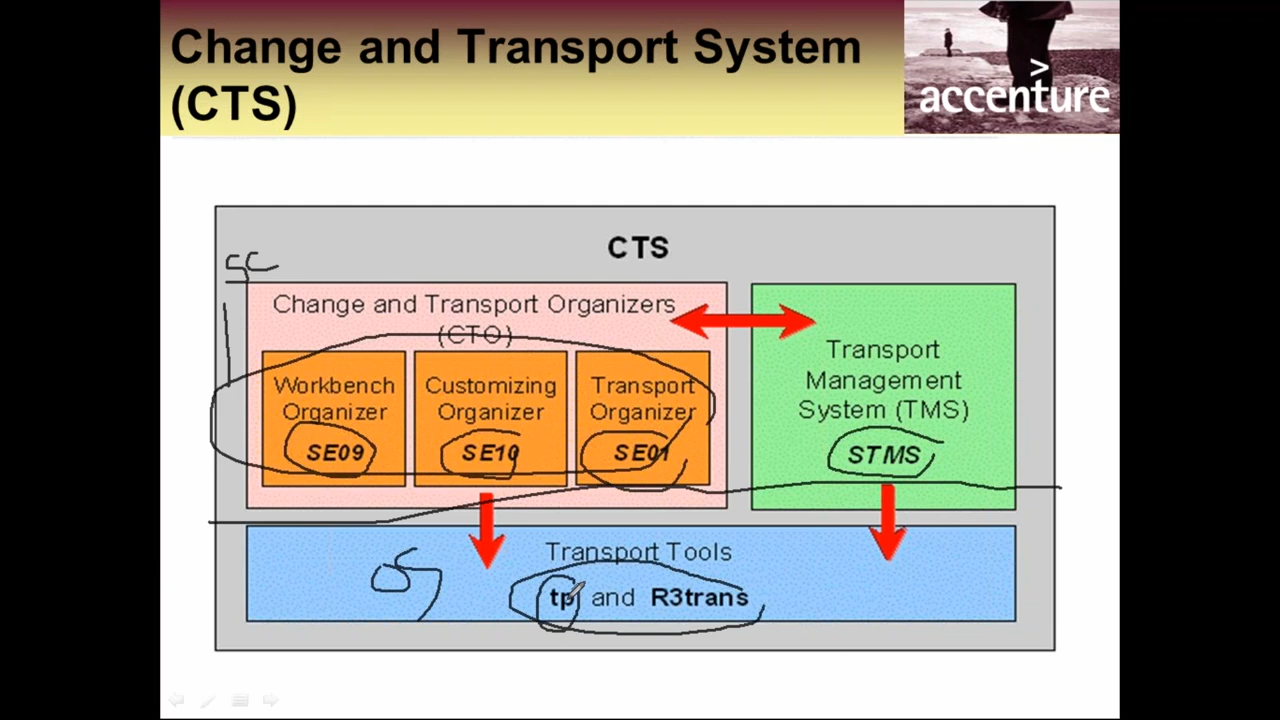 Change and Transport System
(CTS)
>
accenture
CTS
Change and Transport Organizers
(CTO)
Workbench
Organizer
SE09
Customizing
Organizer
SE10
Transport
Organizer
SE01
Transport
Management
System (TMS)
STMS
Transport Tools
tp and R3trans